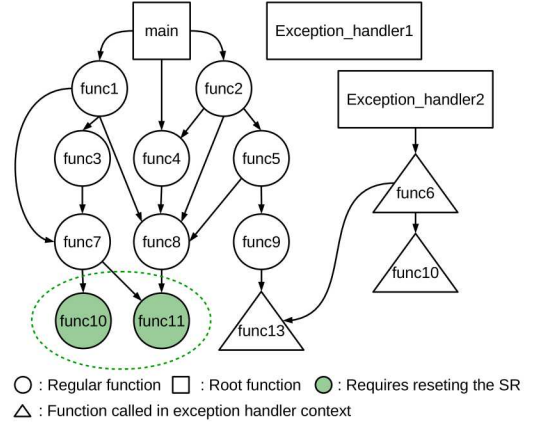 main
Exception_handler1
func1
func2
Exception_handler2
func3
func4
func5
func6
func7
func8
func9
func10
func10
func11
func13
: Regular function
: Root function
: Requires reseting the SR
: Function called in exception handler context